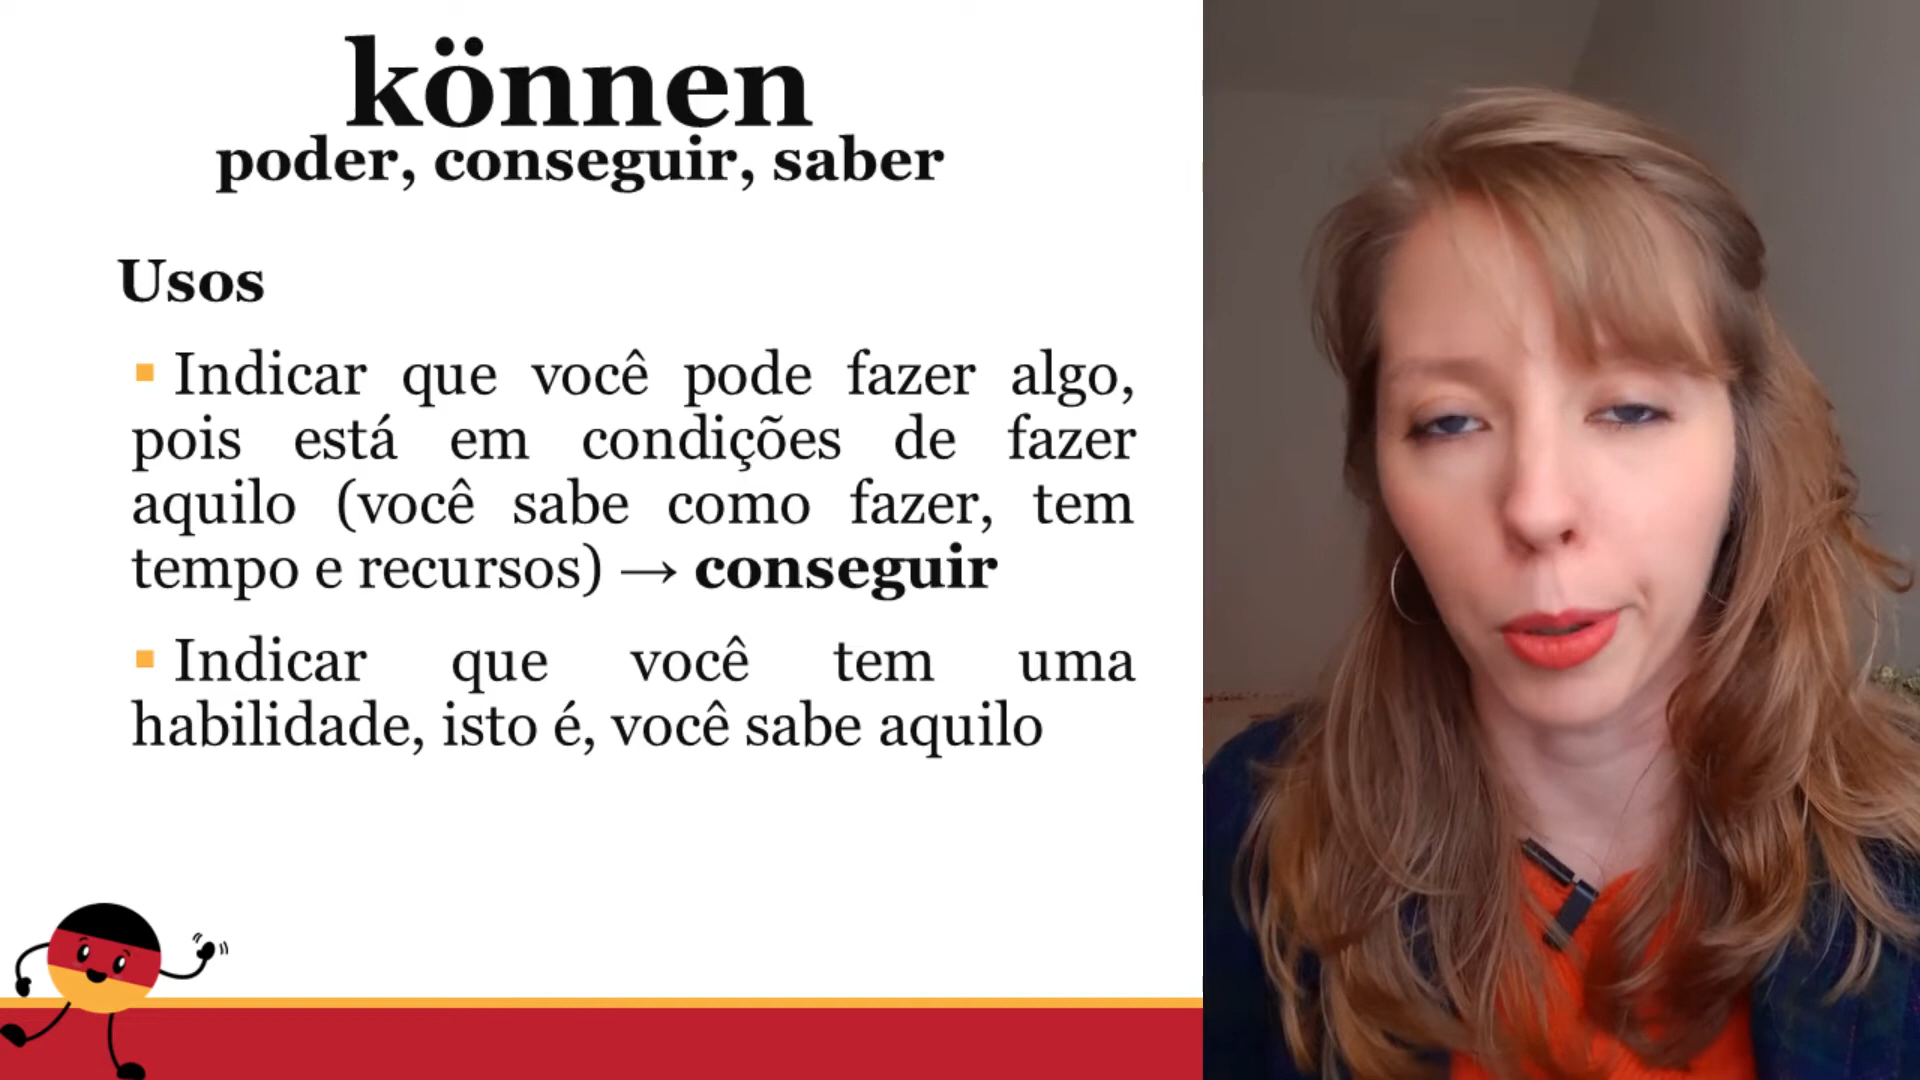 können
poder, conseguir, saber
Usos
▪ Indicar que você pode fazer algo,
pois está em condições de fazer
aquilo (você sabe como fazer, tem
tempo e recursos) → conseguir
▪ Indicar que você tem uma
habilidade, isto é, você sabe aquilo